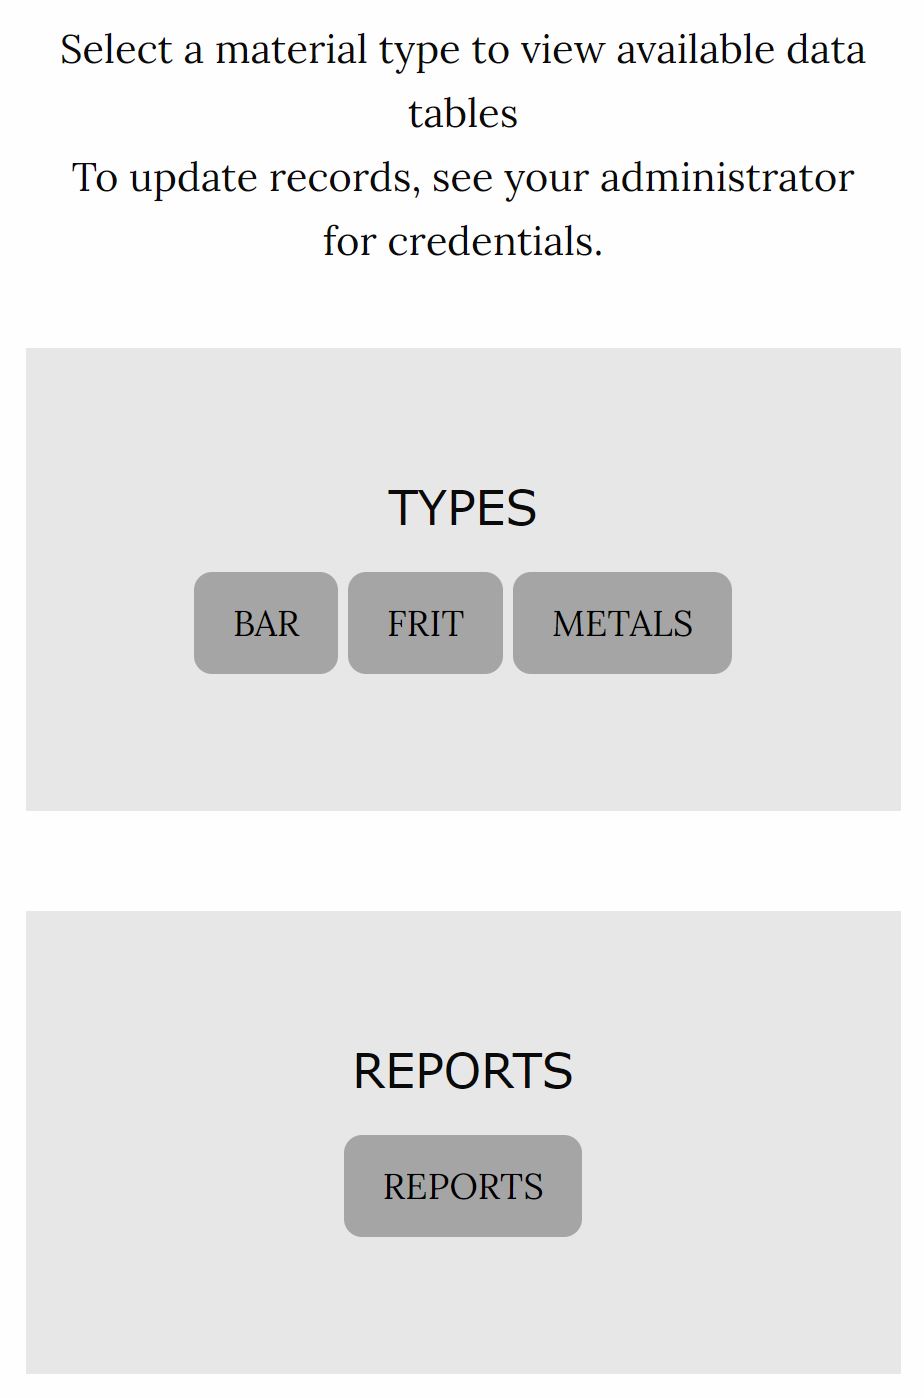 Select a material type to view available data
tables
To update records, see your administrator
for credentials.
TYPES
BAR FRIT METALS
REPORTS
REPORTS